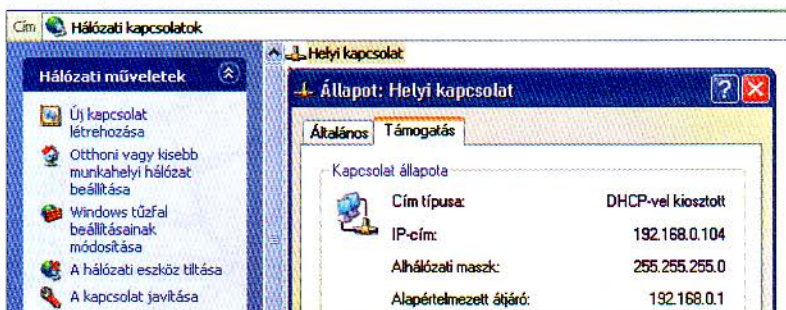 Cím Hálózati kapcsolatok
Hálózati műveletek
Új kapcsolat
létrehozása
Otthoni vagy kisebb
munkahelyi hálózat
beállítása
Windows tűzfal
beállításainak
módosítása
A hálózati eszköz tiltása
A kapcsolat javítása
Helyi kapcsolat
Állapot: Helyi kapcsolat
Általános Támogatás
Kapcsolat állapota
Cím típusa: DHCP-vel kiosztott
IP-cím: 192.168.0.104
Alhálózati maszk: 255.255.255.0
Alapértelmezett átjáró: 192.168.0.1